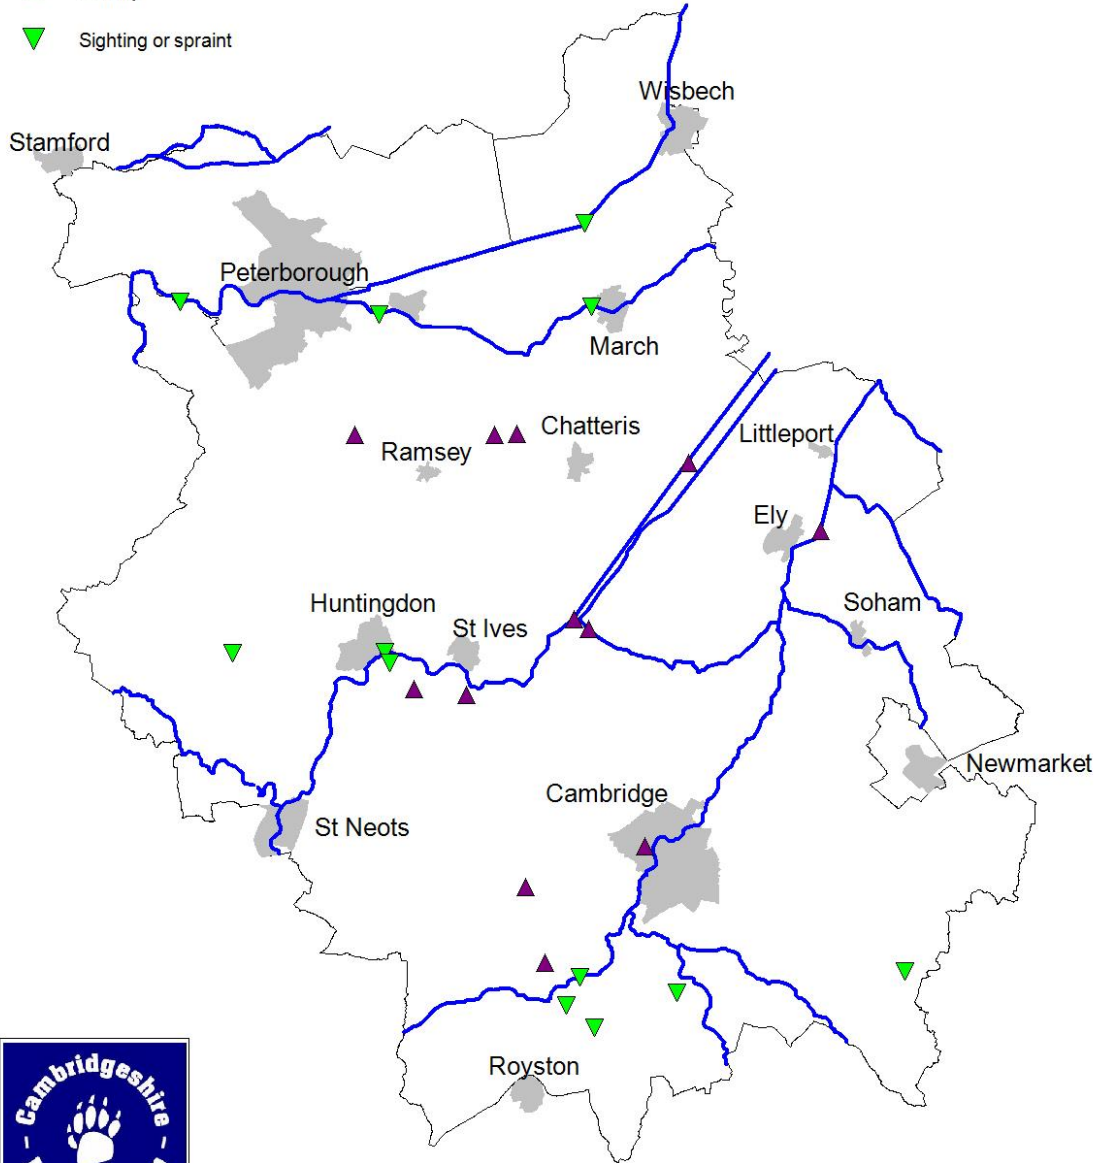 Sighting or spraint
Wisbech
Stamford
Peterborough
March
Chatteris
Ramsey
Littleport
Ely
Soham
Huntingdon
St Ives
Newmarket
Cambridge
St Neots
Royston
Cambridgeshire